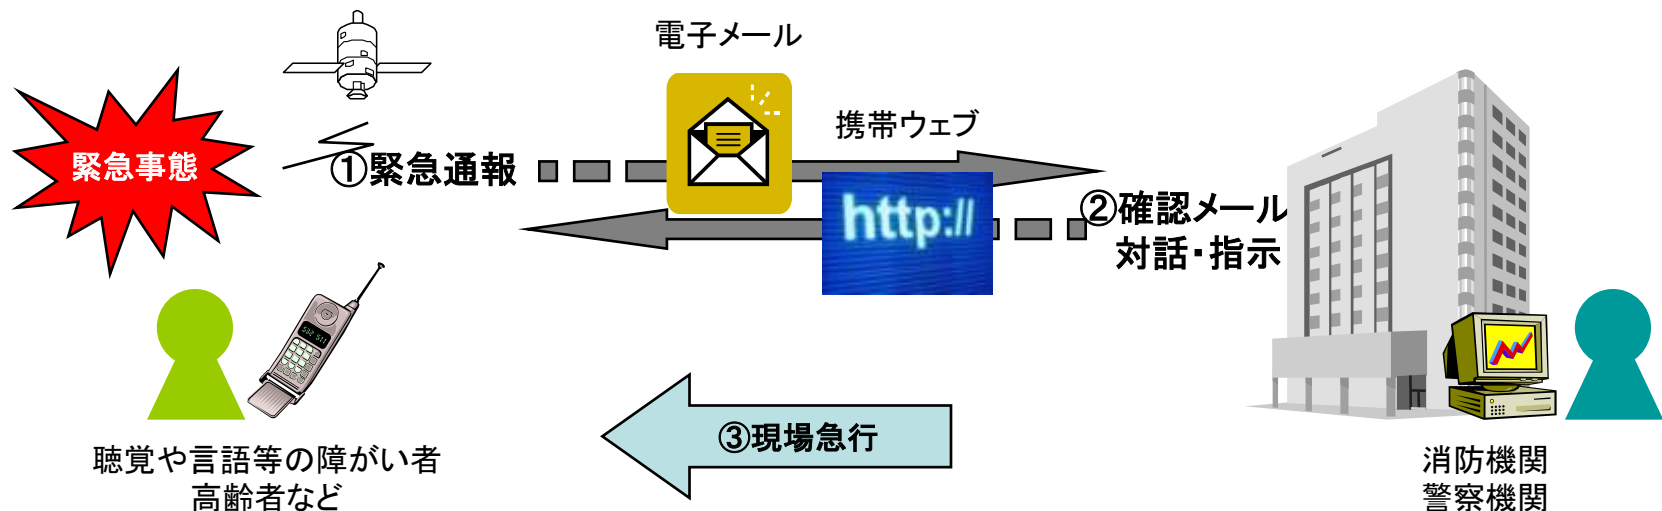 電子メール
携帯ウェブ
緊急事態
①緊急通報
http://
②確認メール
対話・指示
532 511
③現場急行
聴覚や言語等の障がい者
高齢者など
消防機関
警察機関